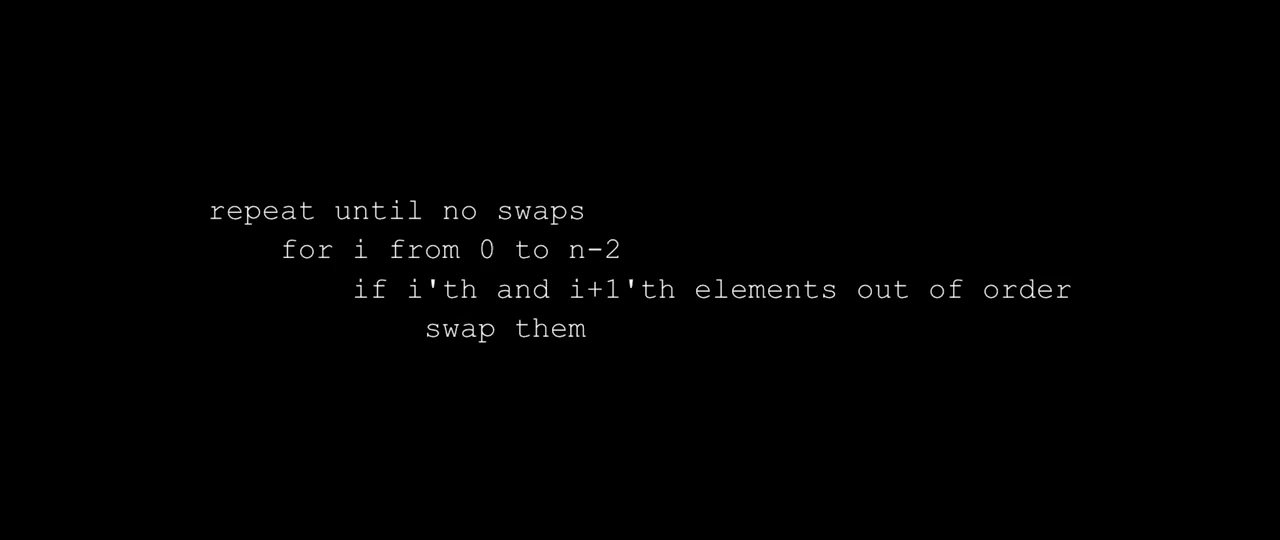 repeat until no swaps
for i from 0 to n-2
if i'th and i+1'th elements out of order
swap them